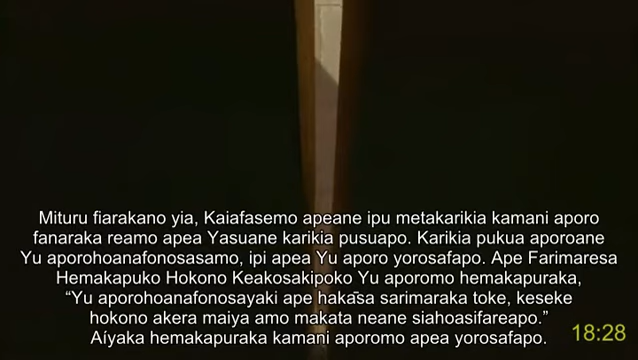 Mituru fiarakano yia, Kaiafasemo apeane ipu metakarikia kamani aporo
fanaraka reamo apea Yasuane karikia pusuapo. Karikia pukua aporoane
Yu aporohoanafonosasamo, ipi apea Yu aporo yorosafapo. Ape Farimaresa
Hemakapuko Hokono Keakosakipoko Yu aporomo hemakapuraka,
“Yu aporohoanafonosayaki ape hakāsa sarimaraka toke, keseke
hokono akera maiya amo makata neane siahoasifareapo.”
Aíyaka hemakapuraka kamani aporomo apea yorosafapo.
18:28